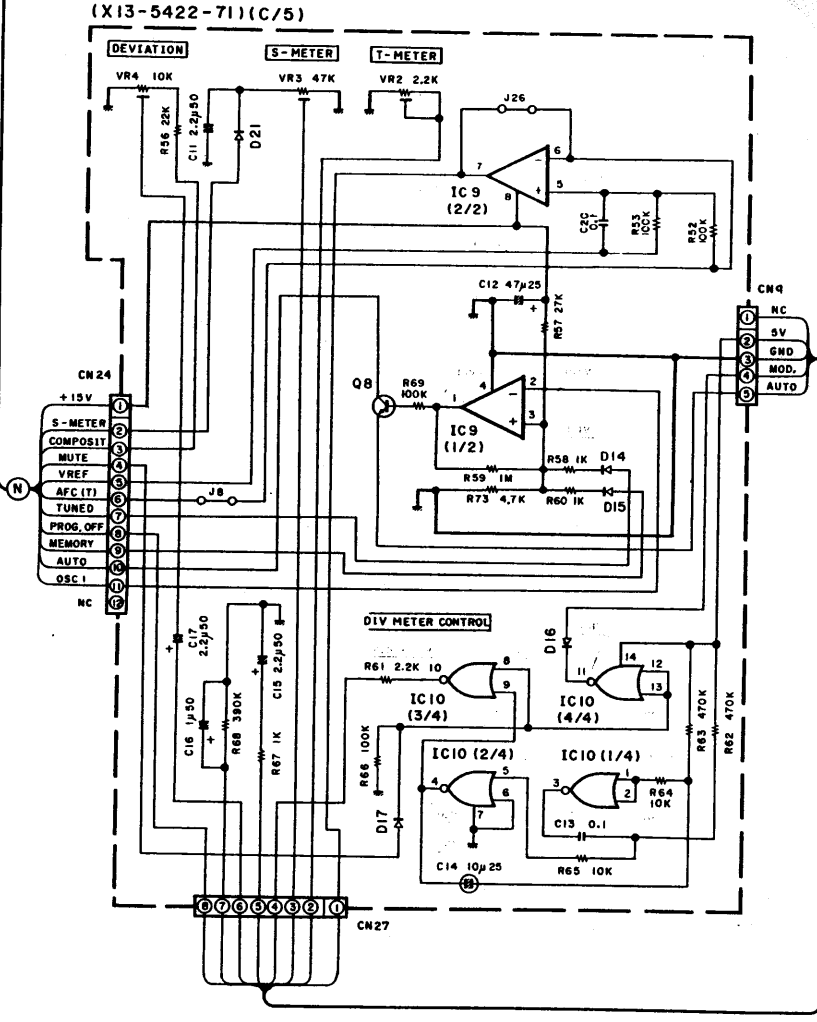 (X13-5422-71)(C/5)
DEVIATION
S-METER
T-METER
VR4 10K
VR3 47K
VR2 2.2K
R56 22K
C11 2.2µ50
D21
J26
7
6
5
8
IC9
(2/2)
C20
0.1
R53
100K
R52
100K
C12 47µ25
+
R57 27K
CN9
① NC
② 5V
③ GND
④ MOD.
⑤ AUTO
CN24
+15V ①
S-METER ②
COMPOSIT ③
MUTE ④
VREF ⑤
AFC(T) ⑥
TUNED ⑦
PROG. OFF ⑧
MEMORY ⑨
AUTO ⑩
OSC 1 ⑪
NC ⑫
N
J8
Q8
R69
100K
1
4
2
3
IC9
(1/2)
R58 1K
D14
R59 1M
R73 4.7K
R60 1K
D15
DIV METER CONTROL
C17
2.2µ50
+
C15 2.2µ50
+
C16 1µ50
+
R68 390K
R67 1K
R61 2.2K
10
8
9
IC10
(3/4)
D16
11
14
12
13
IC10
(4/4)
R63 470K
R62 470K
R66 100K
D17
IC10 (2/4)
4
5
6
7
IC10 (1/4)
3
1
2
R64
10K
C13 0.1
R65 10K
C14 10µ25
⑧ ⑦ ⑥ ⑤ ④ ③ ② ①
CN27